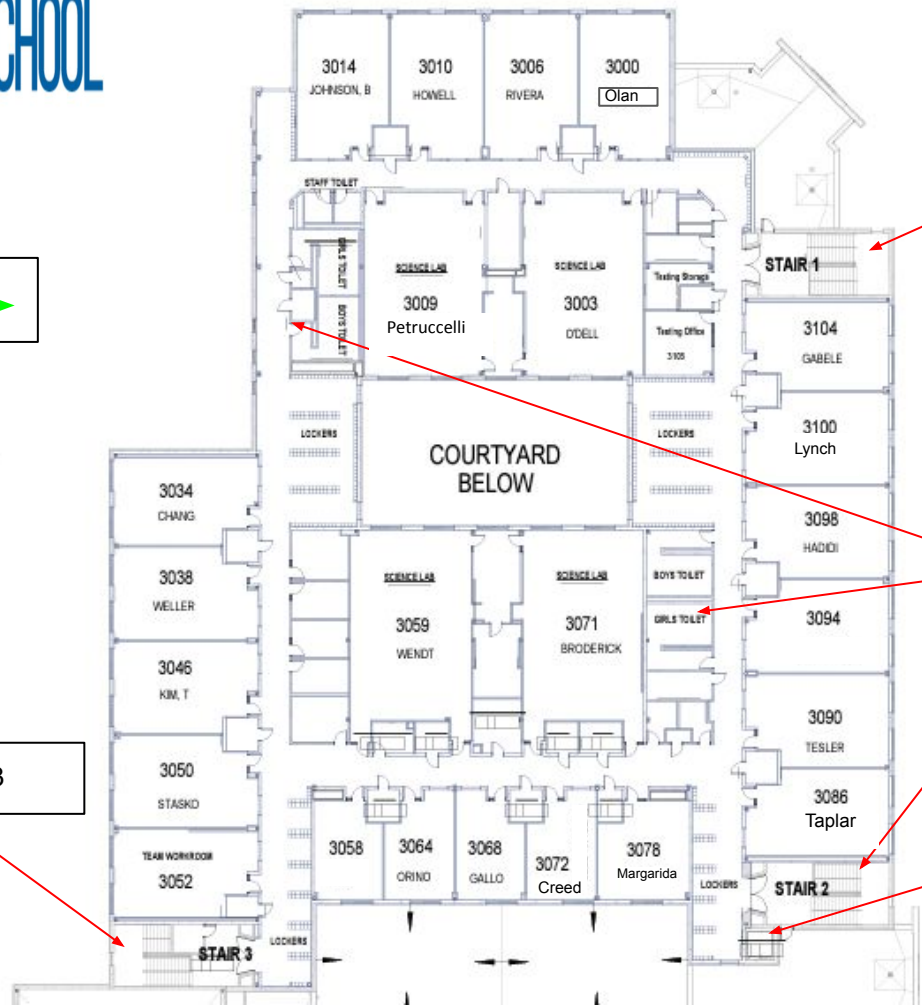 CHOOL
3014
JOHNSON, B
3010
HOWELL
3006
RIVERA
3000
Olan
STAFF TOILET
GIRLS TOILET
BOYS TOILET
SCIENCE LAB
3009
Petruccelli
SCIENCE LAB
3003
O'DELL
Testing Storage
Testing Office
3105
STAIR 1
3104
GABELE
3100
Lynch
3098
HADIDI
3094
3090
TESLER
3086
Taplar
LOCKERS
COURTYARD
BELOW
LOCKERS
3034
CHANG
3038
WELLER
3046
KIM, T
3050
STASKO
TEAM WORKROOM
3052
SCIENCE LAB
3059
WENDT
SCIENCE LAB
3071
BRODERICK
BOYS TOILET
GIRLS TOILET
3
3058
3064
ORINO
3068
GALLO
3072
Creed
3078
Margarida
LOCKERS
STAIR 2
STAIR 3
LOCKERS